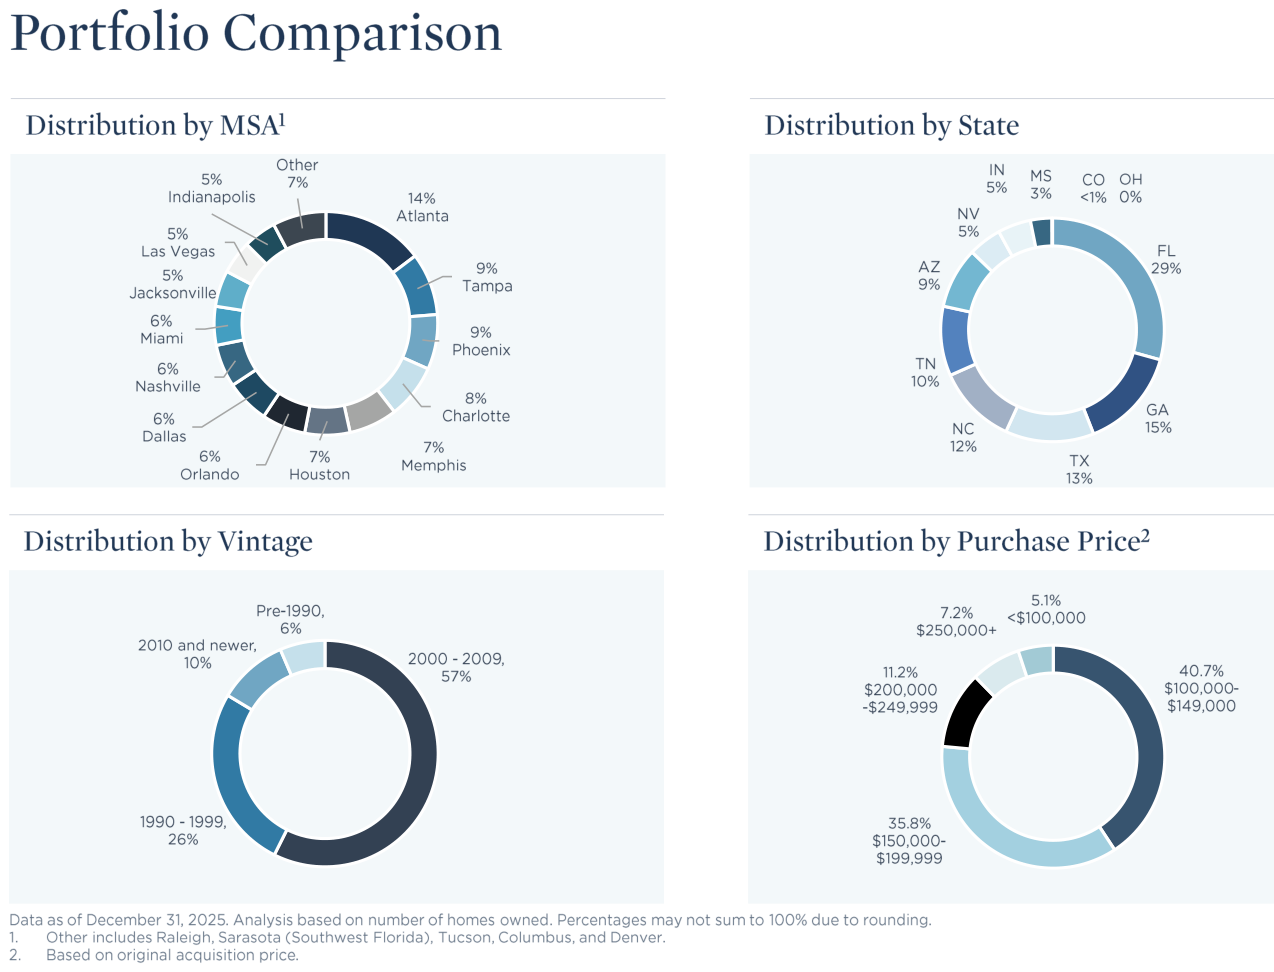 Portfolio Comparison
Distribution by MSA¹
Other
7%
14%
Atlanta
9%
Tampa
9%
Phoenix
8%
Charlotte
7%
Memphis
7%
Houston
6%
Orlando
6%
Dallas
6%
Nashville
6%
Miami
5%
Jacksonville
5%
Las Vegas
5%
Indianapolis
Distribution by State
IN
5%
MS
3%
CO
<1%
OH
0%
FL
29%
GA
15%
TX
13%
NC
12%
TN
10%
AZ
9%
NV
5%
Distribution by Vintage
Pre-1990,
6%
2000 - 2009,
57%
1990 - 1999,
26%
2010 and newer,
10%
Distribution by Purchase Price²
5.1%
<$100,000
40.7%
$100,000-
$149,000
35.8%
$150,000-
$199,999
11.2%
$200,000
-$249,999
7.2%
$250,000+
Data as of December 31, 2025. Analysis based on number of homes owned. Percentages may not sum to 100% due to rounding.
1. Other includes Raleigh, Sarasota (Southwest Florida), Tucson, Columbus, and Denver.
2. Based on original acquisition price.